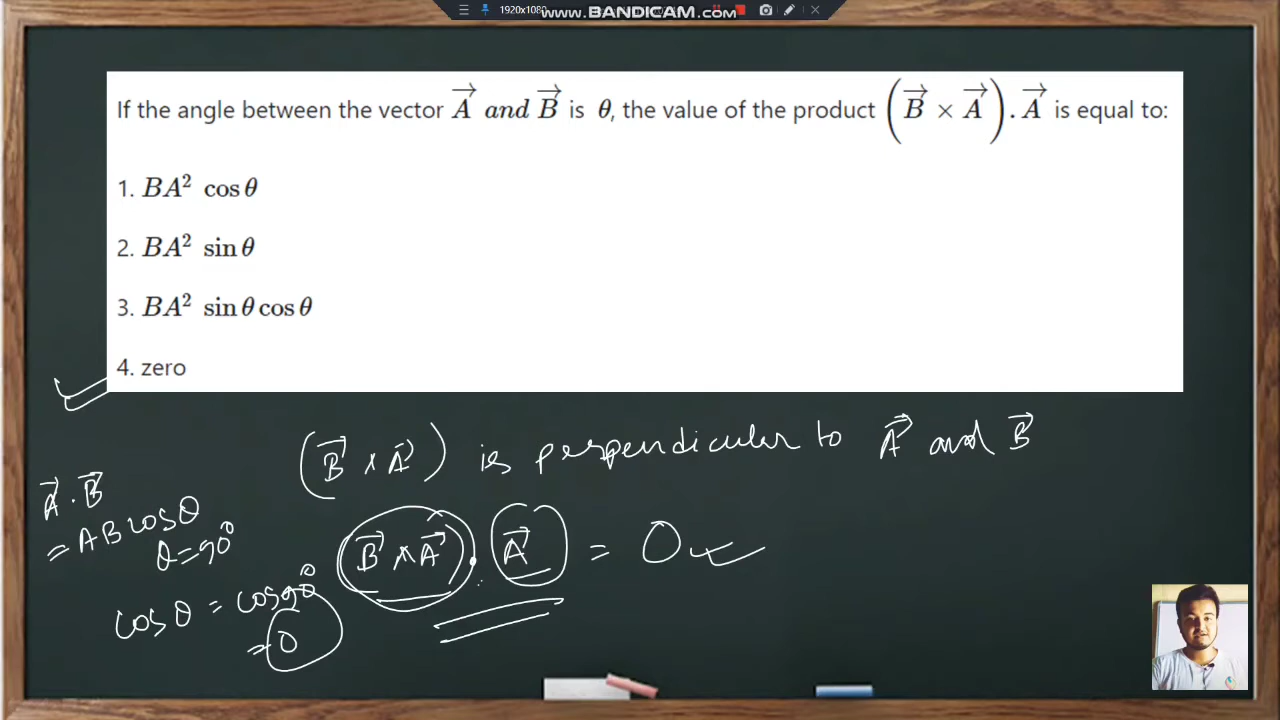 1920x1080
www.BANDICAM.com
If the angle between the vector A⃗ and B⃗ is θ, the value of the product (B⃗ × A⃗).A⃗ is equal to:
1. BA² cos θ
2. BA² sin θ
3. BA² sin θ cos θ
4. zero
(B⃗ × A⃗) is perpendicular to A⃗ and B⃗
A⃗ . B⃗
= AB cos θ
θ = 90°
cos θ = cos 90°
= 0
(B⃗ × A⃗) . A⃗ = 0